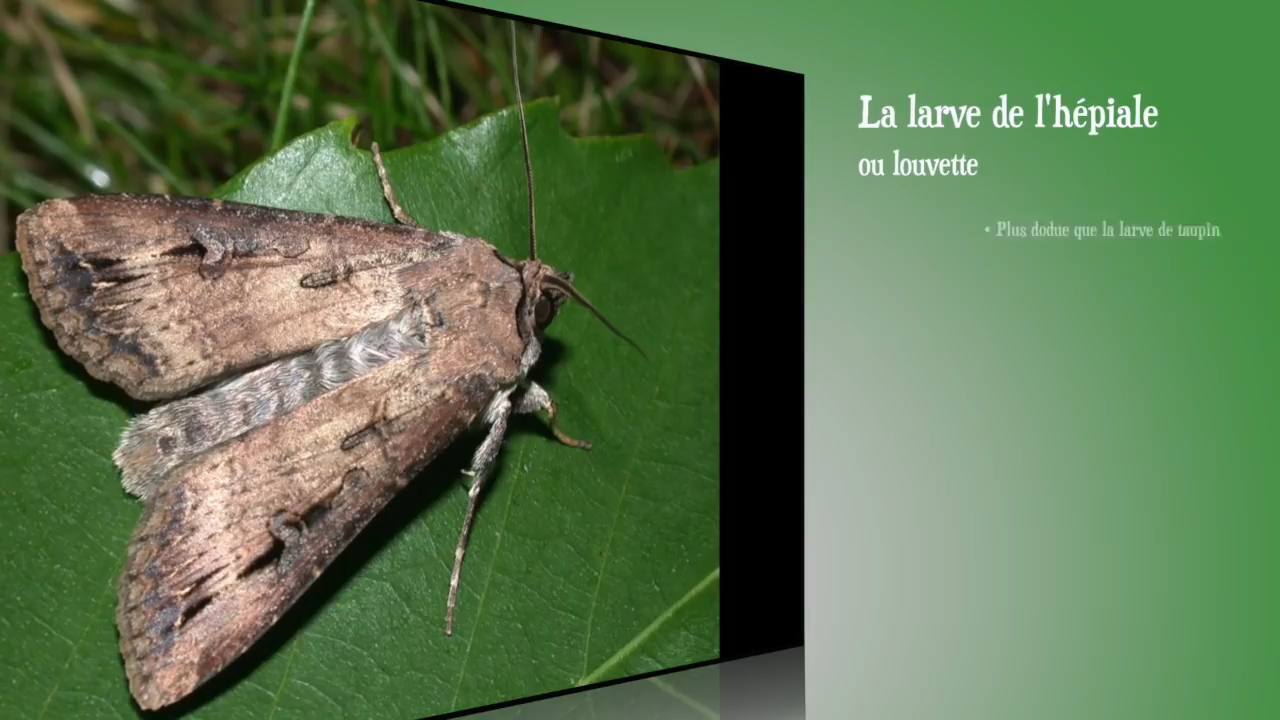 La larve de l'hépiale
ou louvette
• Plus dodue que la larve de taupin